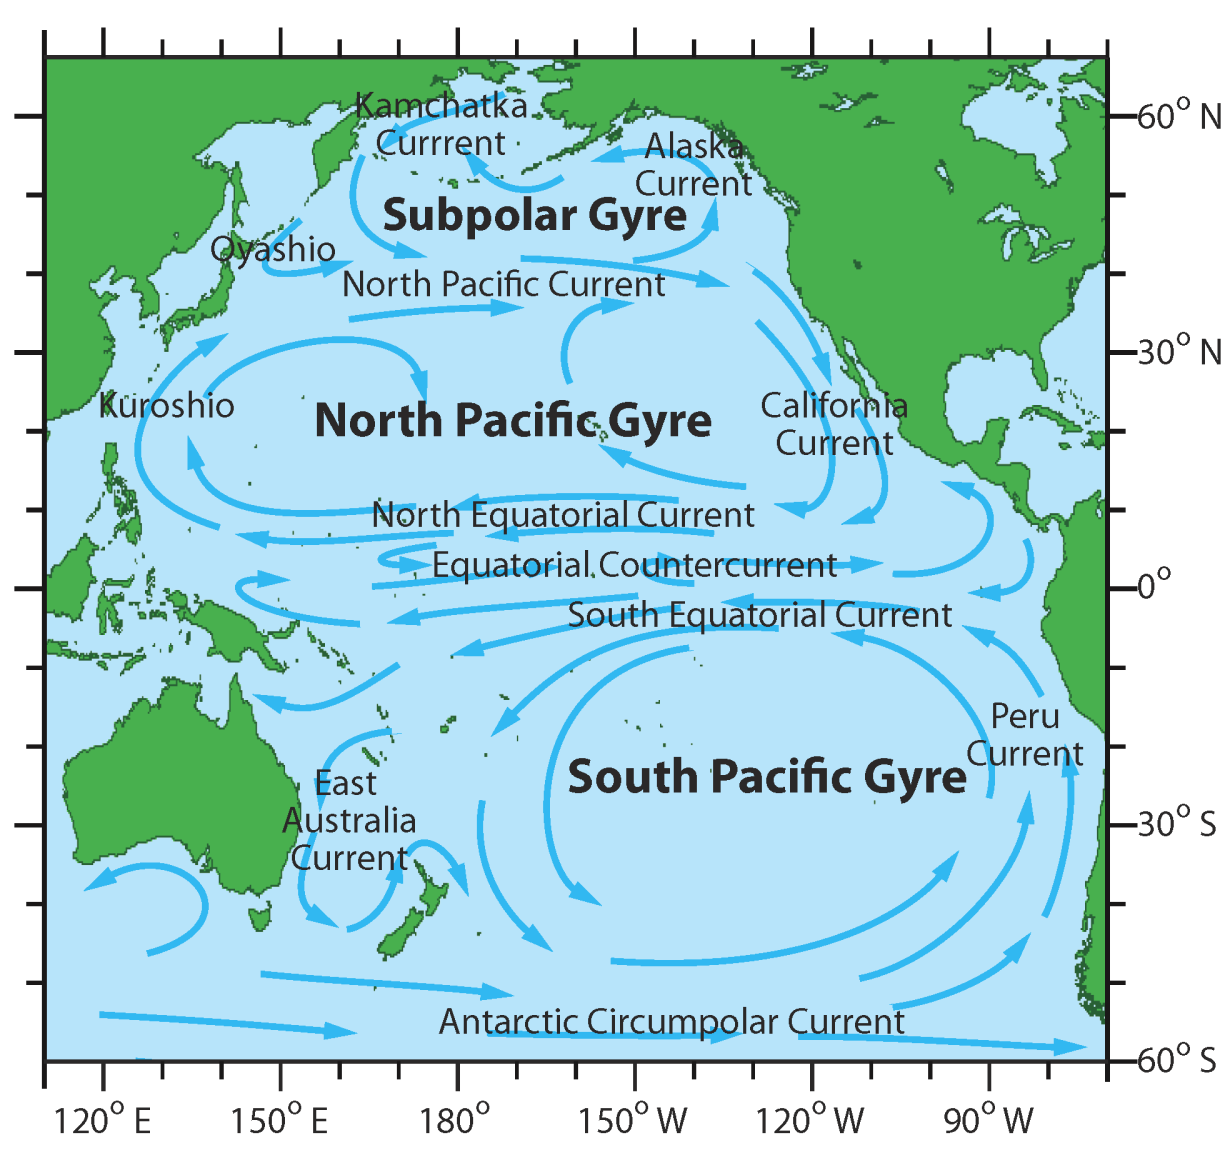 Kamchatka
Currrent
Alaska
Current
60° N
Subpolar Gyre
Oyashio
North Pacific Current
30° N
Kuroshio
North Pacific Gyre
California
Current
North Equatorial Current
Equatorial Countercurrent
0°
South Equatorial Current
Peru
Current
East
Australia
Current
South Pacific Gyre
30° S
Antarctic Circumpolar Current
60° S
120° E
150° E
180°
150° W
120° W
90° W